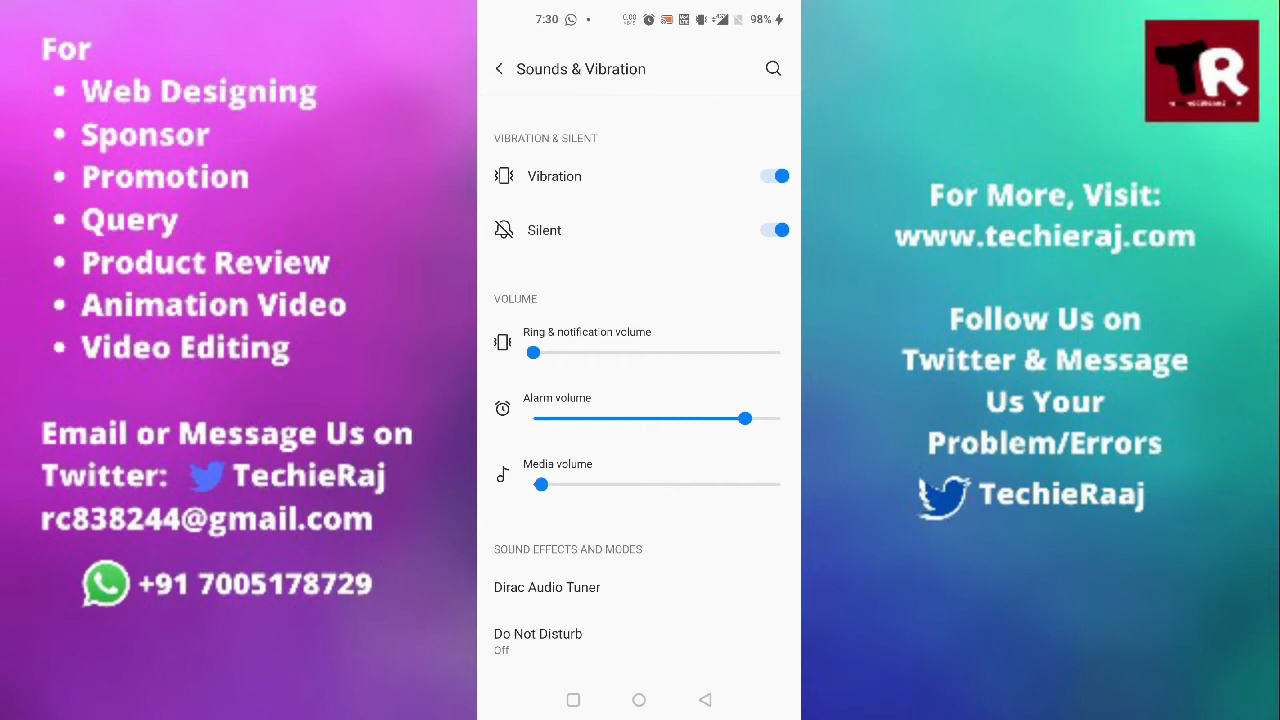 For
• Web Designing
• Sponsor
• Promotion
• Query
• Product Review
• Animation Video
• Video Editing
Email or Message Us on
Twitter: TechieRaj
rc838244@gmail.com
+91 7005178729
7:30
98%
Sounds & Vibration
VIBRATION & SILENT
Vibration
Silent
VOLUME
Ring & notification volume
Alarm volume
Media volume
SOUND EFFECTS AND MODES
Dirac Audio Tuner
Do Not Disturb
Off
TR
For More, Visit:
www.techieraj.com
Follow Us on
Twitter & Message
Us Your
Problem/Errors
TechieRaaj